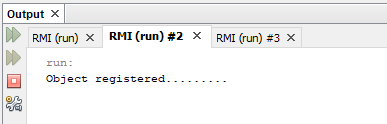 Output
RMI (run) RMI (run) #2 RMI (run) #3
run:
Object registered.........